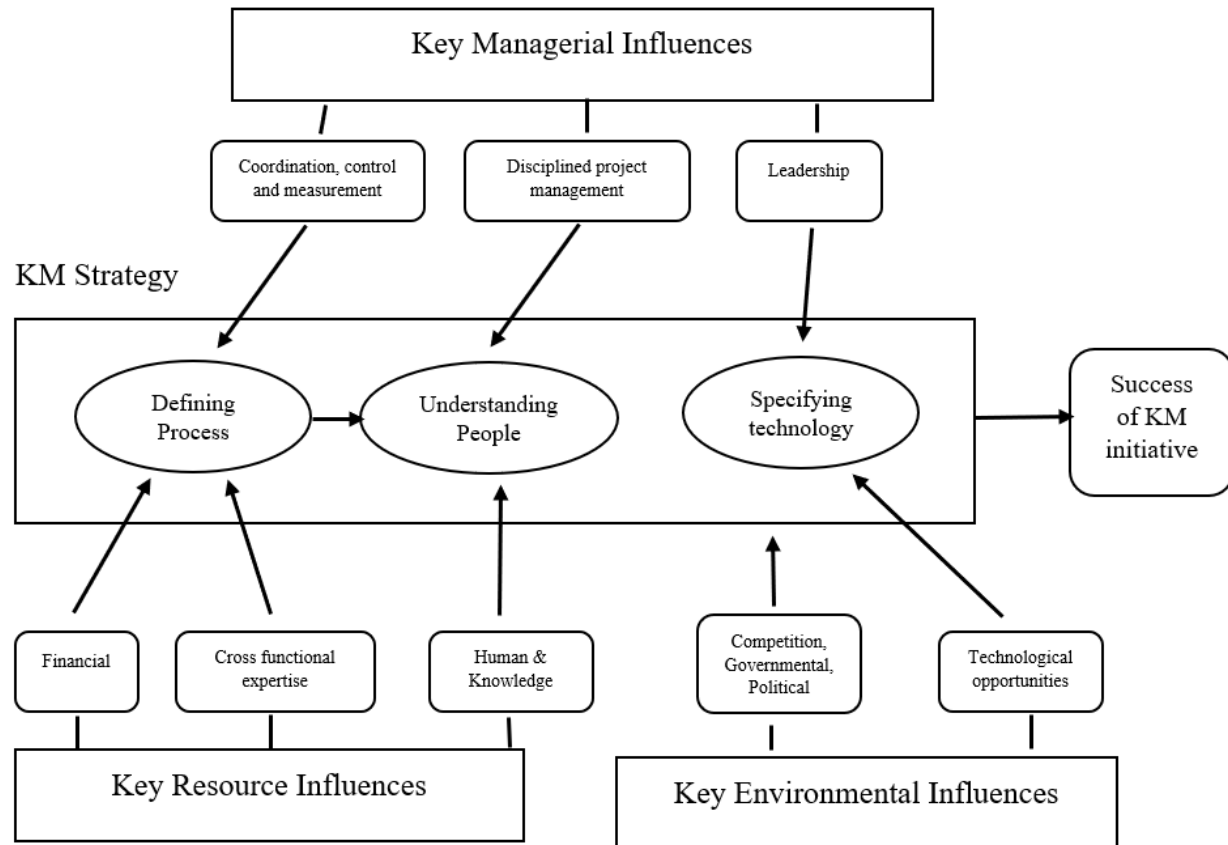 Key Managerial Influences
Coordination, control
and measurement
Disciplined project
management
Leadership
KM Strategy
Defining
Process
Understanding
People
Specifying
technology
Success
of KM
initiative
Financial
Cross functional
expertise
Human &
Knowledge
Competition,
Governmental,
Political
Technological
opportunities
Key Resource Influences
Key Environmental Influences